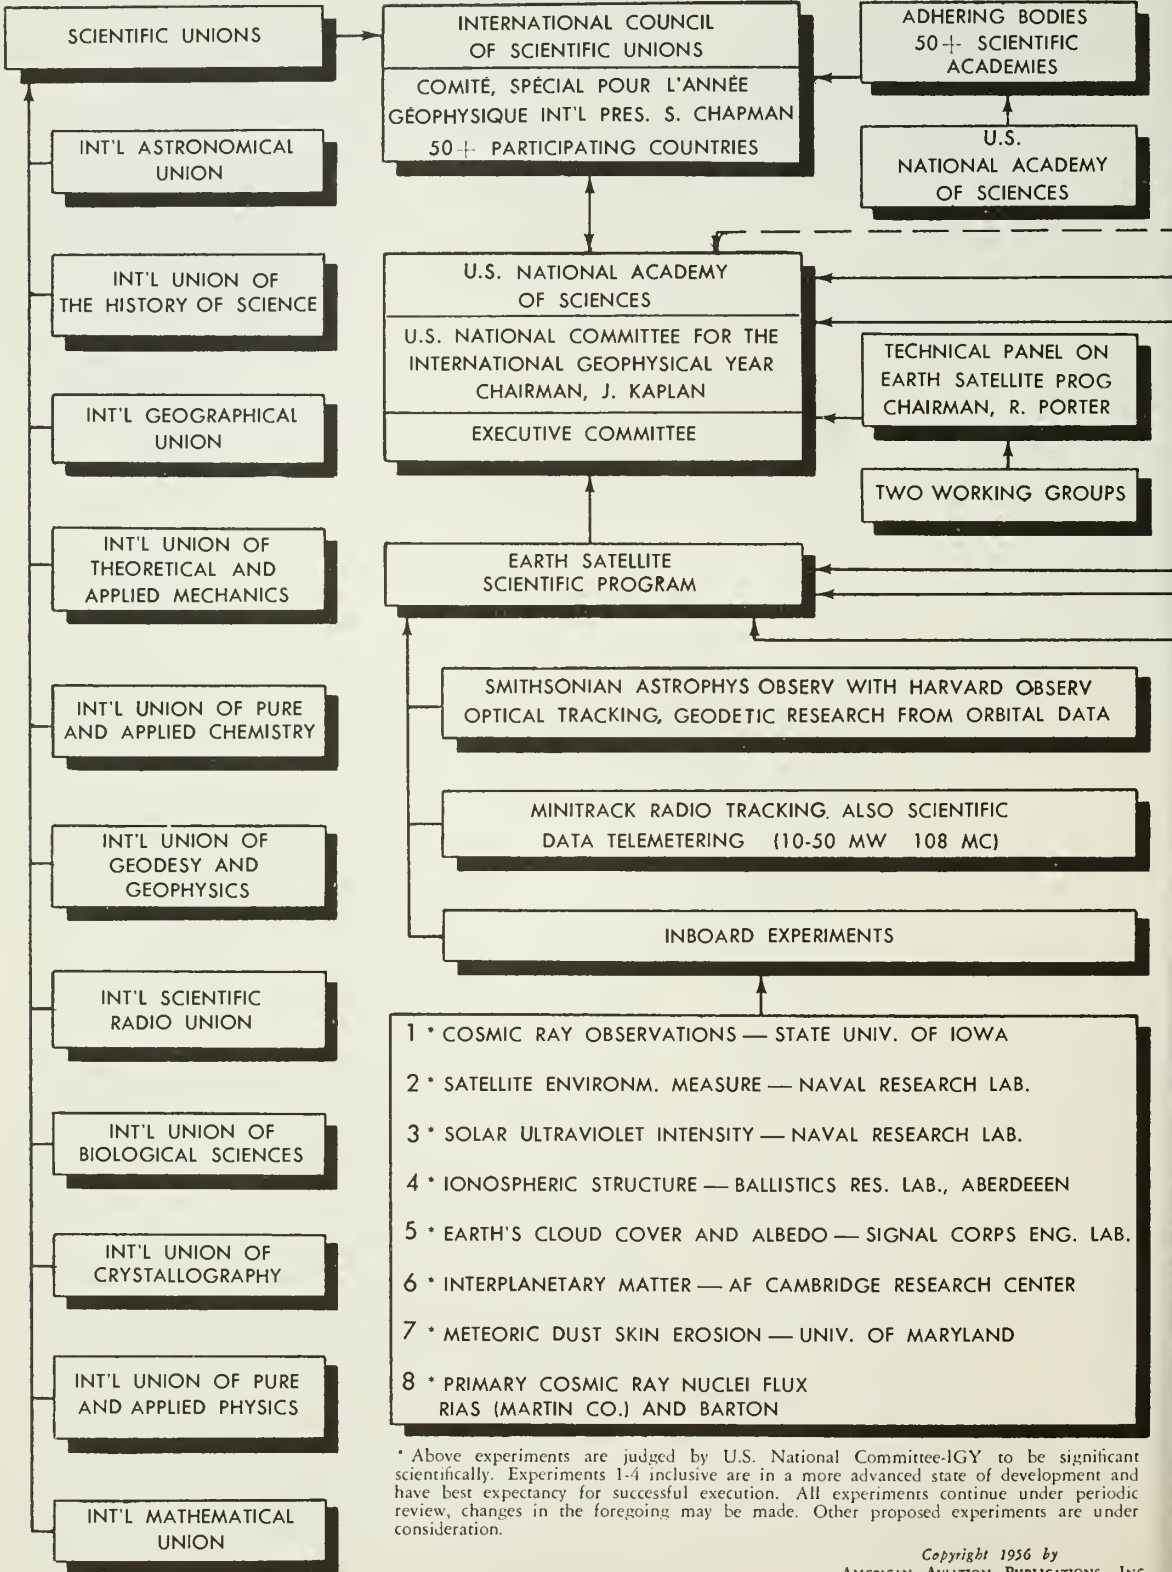 SCIENTIFIC UNIONS
INT'L ASTRONOMICAL
UNION
INT'L UNION OF
THE HISTORY OF SCIENCE
INT'L GEOGRAPHICAL
UNION
INT'L UNION OF
THEORETICAL AND
APPLIED MECHANICS
INT'L UNION OF PURE
AND APPLIED CHEMISTRY
INT'L UNION OF
GEODESY AND
GEOPHYSICS
INT'L SCIENTIFIC
RADIO UNION
INT'L UNION OF
BIOLOGICAL SCIENCES
INT'L UNION OF
CRYSTALLOGRAPHY
INT'L UNION OF PURE
AND APPLIED PHYSICS
INT'L MATHEMATICAL
UNION
INTERNATIONAL COUNCIL
OF SCIENTIFIC UNIONS
COMITÉ, SPÉCIAL POUR L'ANNÉE
GÉOPHYSIQUE INT'L PRES. S. CHAPMAN
50+ PARTICIPATING COUNTRIES
ADHERING BODIES
50+ SCIENTIFIC
ACADEMIES
U.S.
NATIONAL ACADEMY
OF SCIENCES
U.S. NATIONAL ACADEMY
OF SCIENCES
U.S. NATIONAL COMMITTEE FOR THE
INTERNATIONAL GEOPHYSICAL YEAR
CHAIRMAN, J. KAPLAN
EXECUTIVE COMMITTEE
TECHNICAL PANEL ON
EARTH SATELLITE PROG
CHAIRMAN, R. PORTER
TWO WORKING GROUPS
EARTH SATELLITE
SCIENTIFIC PROGRAM
SMITHSONIAN ASTROPHYS OBSERV WITH HARVARD OBSERV
OPTICAL TRACKING, GEODETIC RESEARCH FROM ORBITAL DATA
MINITRACK RADIO TRACKING, ALSO SCIENTIFIC
DATA TELEMETERING (10-50 MW 108 MC)
INBOARD EXPERIMENTS
1 * COSMIC RAY OBSERVATIONS — STATE UNIV. OF IOWA
2 * SATELLITE ENVIRONM. MEASURE — NAVAL RESEARCH LAB.
3 * SOLAR ULTRAVIOLET INTENSITY — NAVAL RESEARCH LAB.
4 * IONOSPHERIC STRUCTURE — BALLISTICS RES. LAB., ABERDEEEN
5 * EARTH'S CLOUD COVER AND ALBEDO — SIGNAL CORPS ENG. LAB.
6 * INTERPLANETARY MATTER — AF CAMBRIDGE RESEARCH CENTER
7 * METEORIC DUST SKIN EROSION — UNIV. OF MARYLAND
8 * PRIMARY COSMIC RAY NUCLEI FLUX
RIAS (MARTIN CO.) AND BARTON
* Above experiments are judged by U.S. National Committee-IGY to be significant
scientifically. Experiments 1-4 inclusive are in a more advanced state of development and
have best expectancy for successful execution. All experiments continue under periodic
review, changes in the foregoing may be made. Other proposed experiments are under
consideration.
Copyright 1956 by
AMERICAN AVIATION PUBLICATIONS, INC